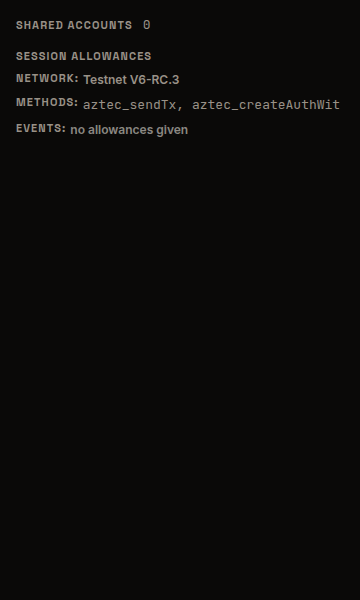 SHARED ACCOUNTS 0
SESSION ALLOWANCES
NETWORK: Testnet V6-RC.3
METHODS: aztec_sendTx, aztec_createAuthWit
EVENTS: no allowances given